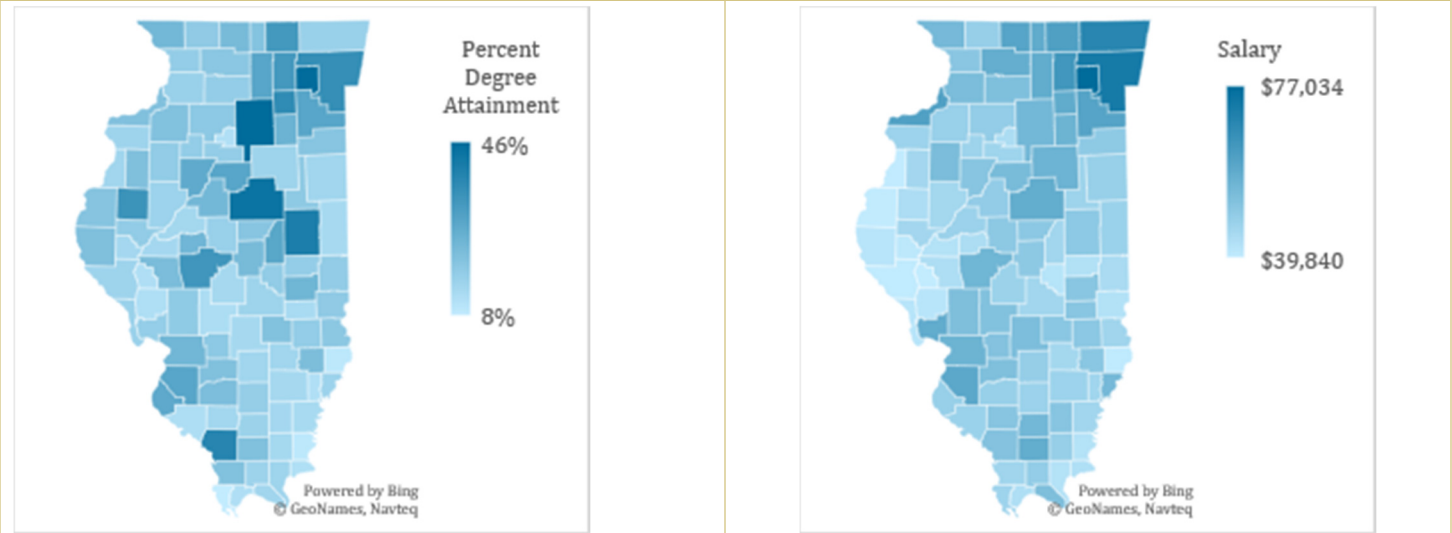 Percent
Degree
Attainment
46%
8%
Powered by Bing
© GeoNames, Navteq
Salary
$77,034
$39,840
Powered by Bing
© GeoNames, Navteq